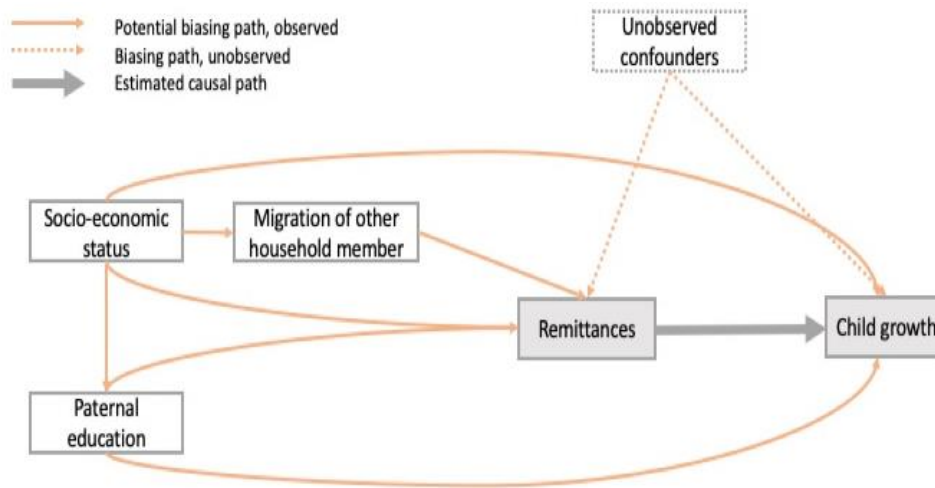 Potential biasing path, observed
Biasing path, unobserved
Estimated causal path
Unobserved
confounders
Socio-economic
status
Migration of other
household member
Remittances
Child growth
Paternal
education